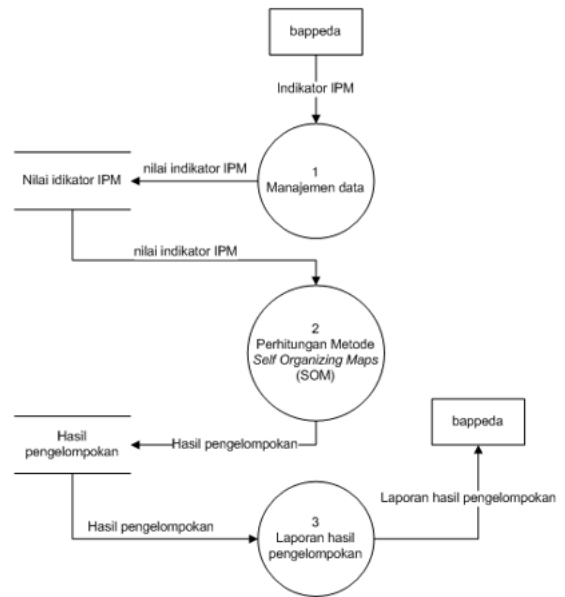 bappeda
Indikator IPM
1
Manajemen data
nilai indikator IPM
Nilai idikator IPM
nilai indikator IPM
2
Perhitungan Metode
Self Organizing Maps
(SOM)
Hasil pengelompokan
Hasil
pengelompokan
bappeda
Laporan hasil pengelompokan
Hasil pengelompokan
3
Laporan hasil
pengelompokan